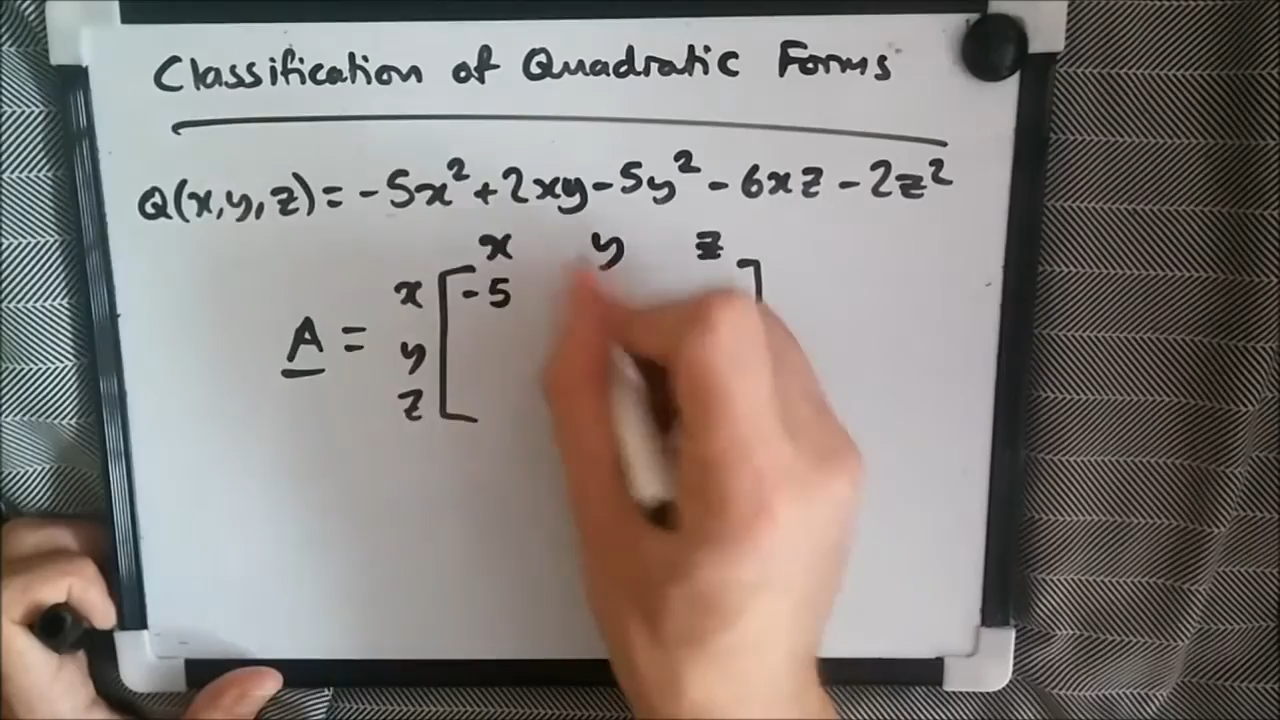 Classification of Quadratic Forms
Q(x,y,z) = -5x² + 2xy - 5y² - 6xz - 2z²
x y z
x -5
A = y
z